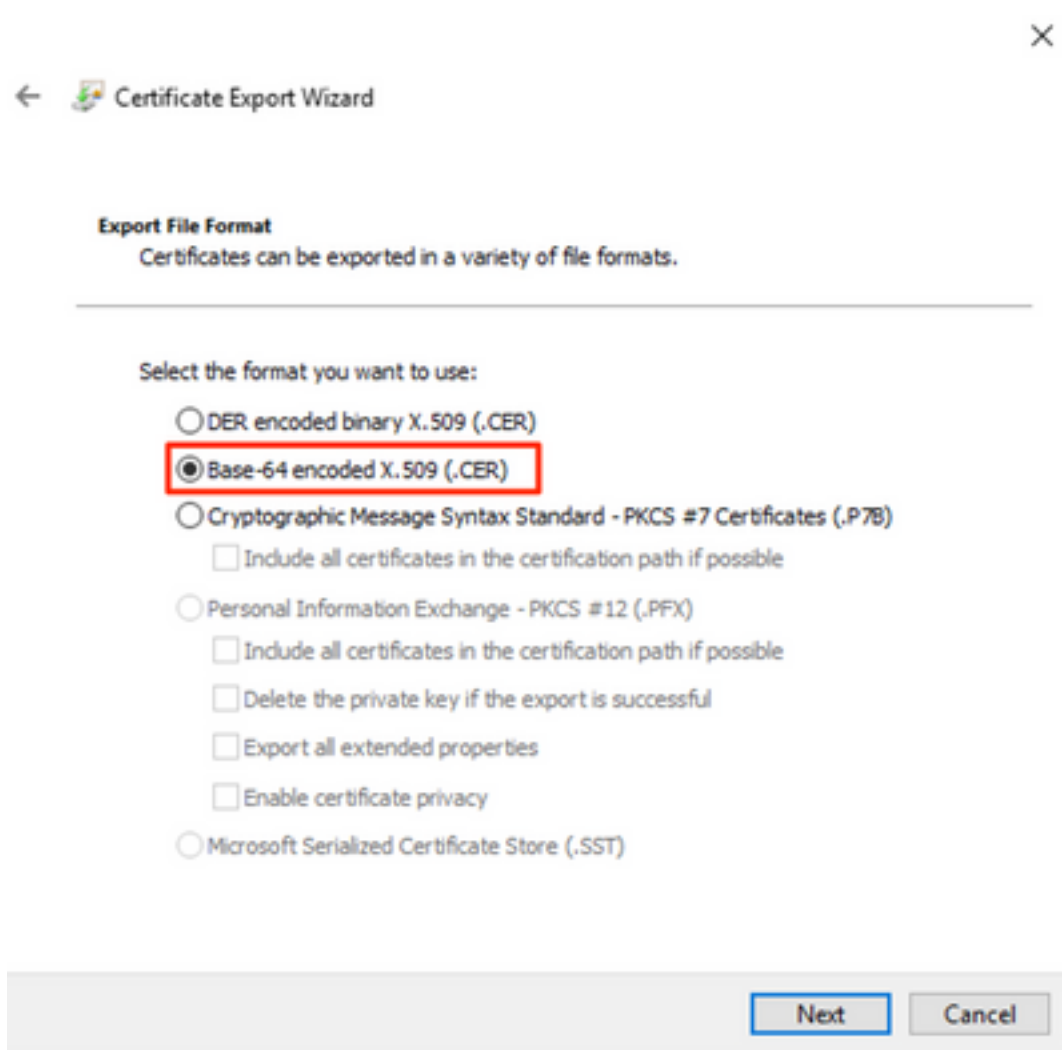 Certificate Export Wizard
Export File Format
Certificates can be exported in a variety of file formats.
Select the format you want to use:
DER encoded binary X.509 (.CER)
Base-64 encoded X.509 (.CER)
Cryptographic Message Syntax Standard - PKCS #7 Certificates (.P7B)
Include all certificates in the certification path if possible
Personal Information Exchange - PKCS #12 (.PFX)
Include all certificates in the certification path if possible
Delete the private key if the export is successful
Export all extended properties
Enable certificate privacy
Microsoft Serialized Certificate Store (.SST)
Next Cancel